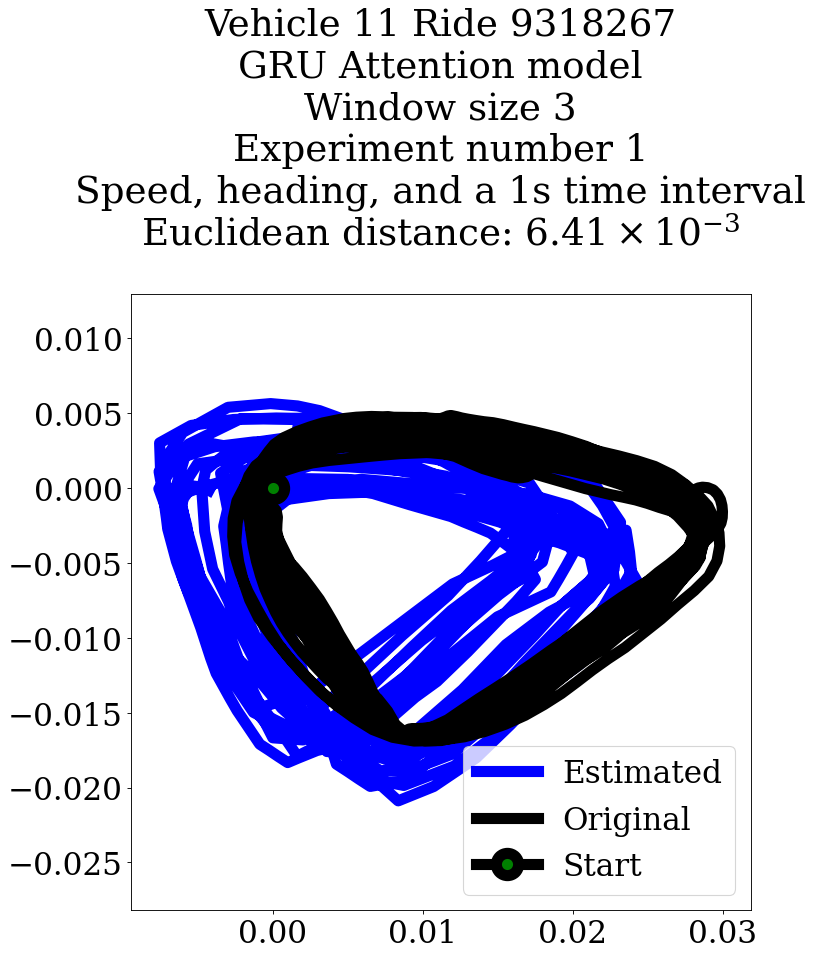 Vehicle 11 Ride 9318267
GRU Attention model
Window size 3
Experiment number 1
Speed, heading, and a 1s time interval
Euclidean distance: 6.41 × 10⁻³
0.010
0.005
0.000
−0.005
−0.010
−0.015
−0.020
−0.025
Estimated
Original
Start
0.00 0.01 0.02 0.03